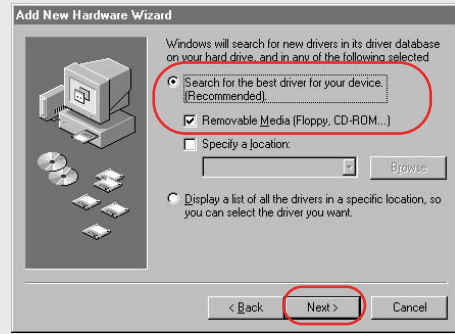 Add New Hardware Wizard
Windows will search for new drivers in its driver database
on your hard drive, and in any of the following selected
Search for the best driver for your device.
(Recommended).
Removable Media (Floppy, CD-ROM...)
Specify a location:
Browse
Display a list of all the drivers in a specific location, so
you can select the driver you want.
< Back
Next >
Cancel